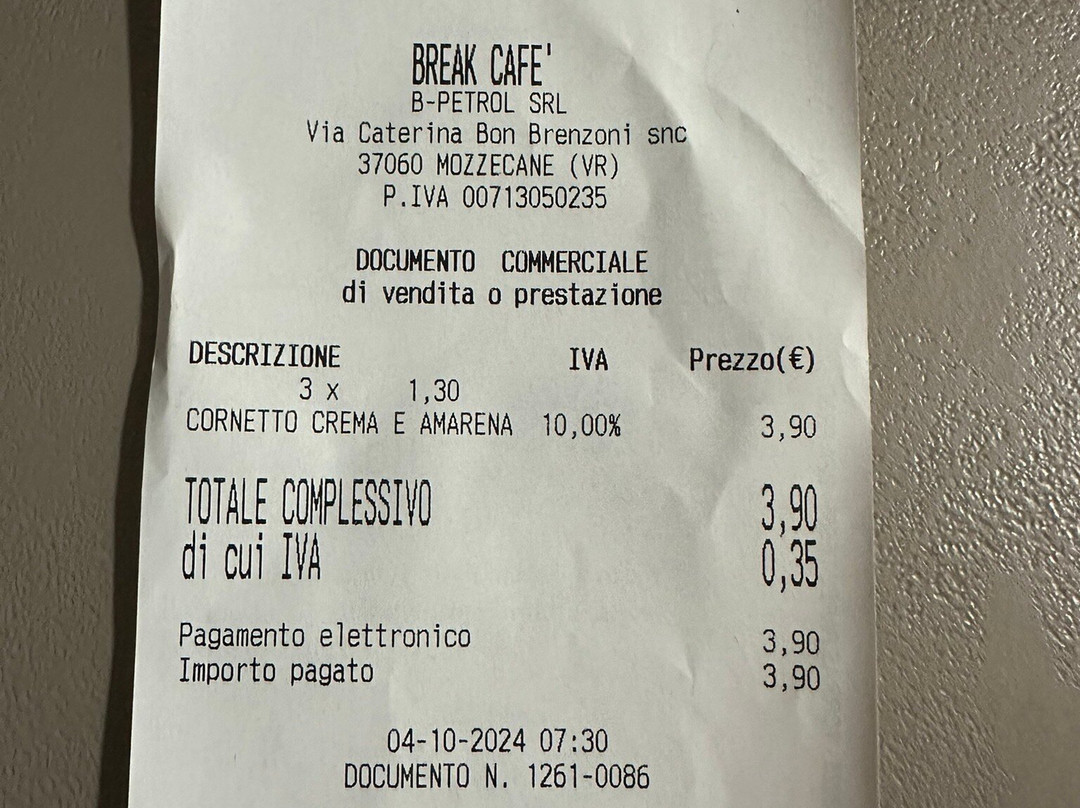 BREAK CAFE'
B-PETROL SRL
Via Caterina Bon Brenzoni snc
37060 MOZZECANE (VR)
P.IVA 00713050235
DOCUMENTO COMMERCIALE
di vendita o prestazione
DESCRIZIONE IVA Prezzo(€)
3 x 1,30
CORNETTO CREMA E AMARENA 10,00% 3,90
TOTALE COMPLESSIVO 3,90
di cui IVA 0,35
Pagamento elettronico 3,90
Importo pagato 3,90
04-10-2024 07:30
DOCUMENTO N. 1261-0086